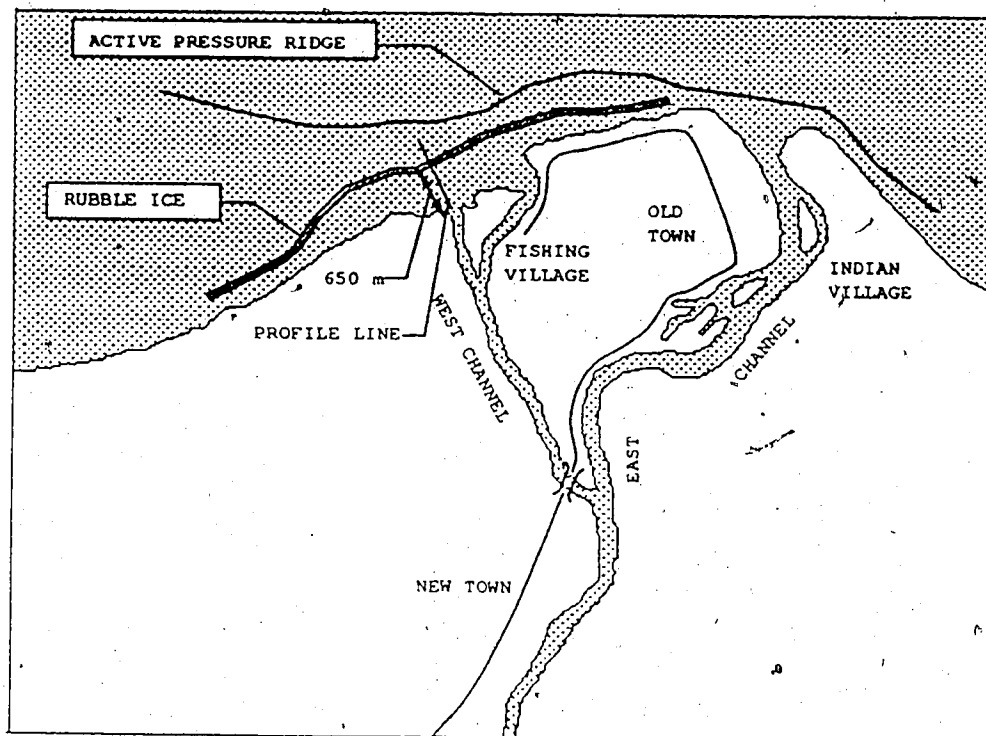 ACTIVE PRESSURE RIDGE
RUBBLE ICE
OLD
TOWN
FISHING
VILLAGE
INDIAN
VILLAGE
650 m
PROFILE LINE
WEST CHANNEL
CHANNEL
EAST
NEW TOWN